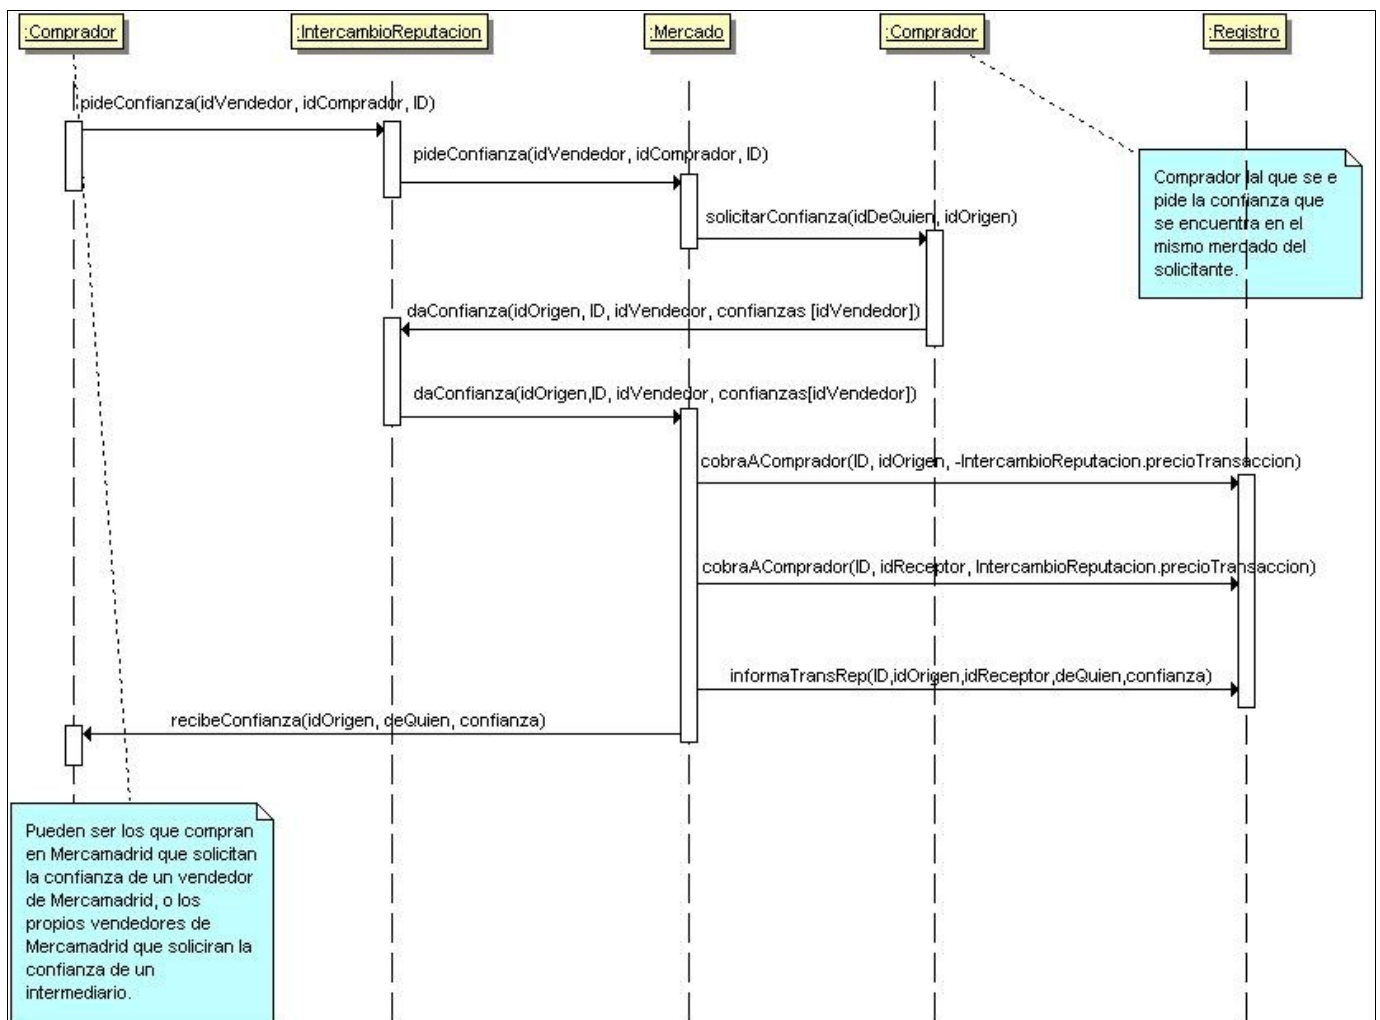 :Comprador
:IntercambioReputacion
:Mercado
:Comprador
:Registro
pideConfianza(idVendedor, idComprador, ID)
pideConfianza(idVendedor, idComprador, ID)
Comprador lal que se e
pide la confianza que
se encuentra en el
mismo mercado del
solicitante.
solicitarConfianza(idDeQuien, idOrigen)
daConfianza(idOrigen, ID, idVendedor, confianzas [idVendedor])
daConfianza(idOrigen,ID, idVendedor, confianzas[idVendedor])
cobraAComprador(ID, idOrigen, -IntercambioReputacion.precioTransaccion)
cobraAComprador(ID, idReceptor, IntercambioReputacion.precioTransaccion)
informaTransRep(ID,idOrigen,idReceptor,deQuien,confianza)
recibeConfianza(idOrigen, deQuien, confianza)
Pueden ser los que compran
en Mercamadrid que solicitan
la confianza de un vendedor
de Mercamadrid, o los
propios vendedores de
Mercamadrid que soliciran la
confianza de un
intermediario.